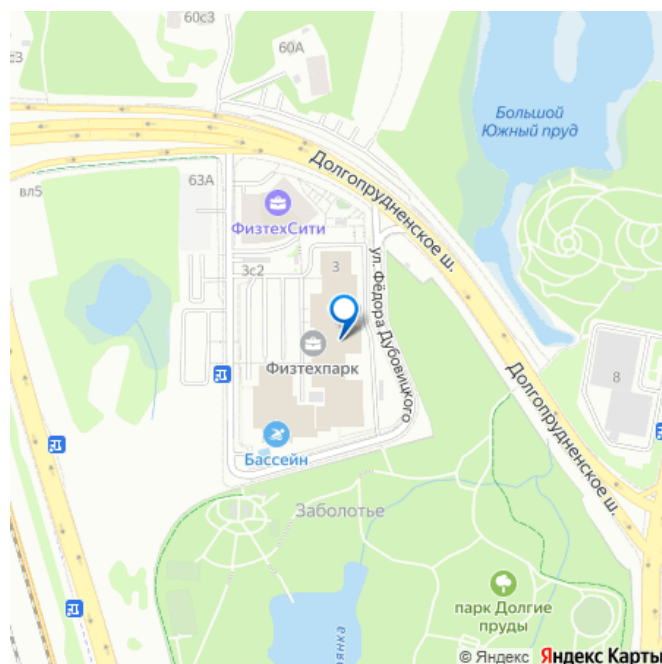 60с3
60А
с3
Большой
Южный пруд
Долгопрудненское ш.
63А
вл5
ФизтехСити
3с2
3
ул. Фёдора Дубовицкого
Физтехпарк
8
Долгопрудненское ш.
Бассейн
Заболотье
парк Долгие
пруды
© Яндекс Яндекс Карты